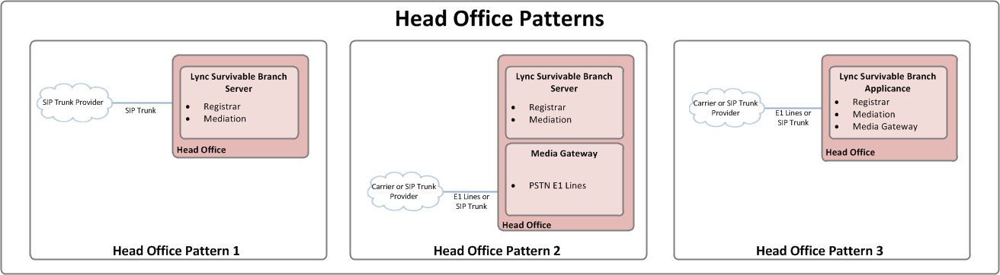 Head Office Patterns
SIP Trunk Provider
SIP Trunk
Lync Survivable Branch
Server
• Registrar
• Mediation
Head Office
Head Office Pattern 1
Lync Survivable Branch
Server
• Registrar
• Mediation
Media Gateway
• PSTN E1 Lines
Carrier or SIP Trunk
Provider
E1 Lines or
SIP Trunk
Head Office
Head Office Pattern 2
Carrier or SIP Trunk
Provider
E1 Lines or
SIP Trunk
Lync Survivable Branch
Applicance
• Registrar
• Mediation
• Media Gateway
Head Office
Head Office Pattern 3